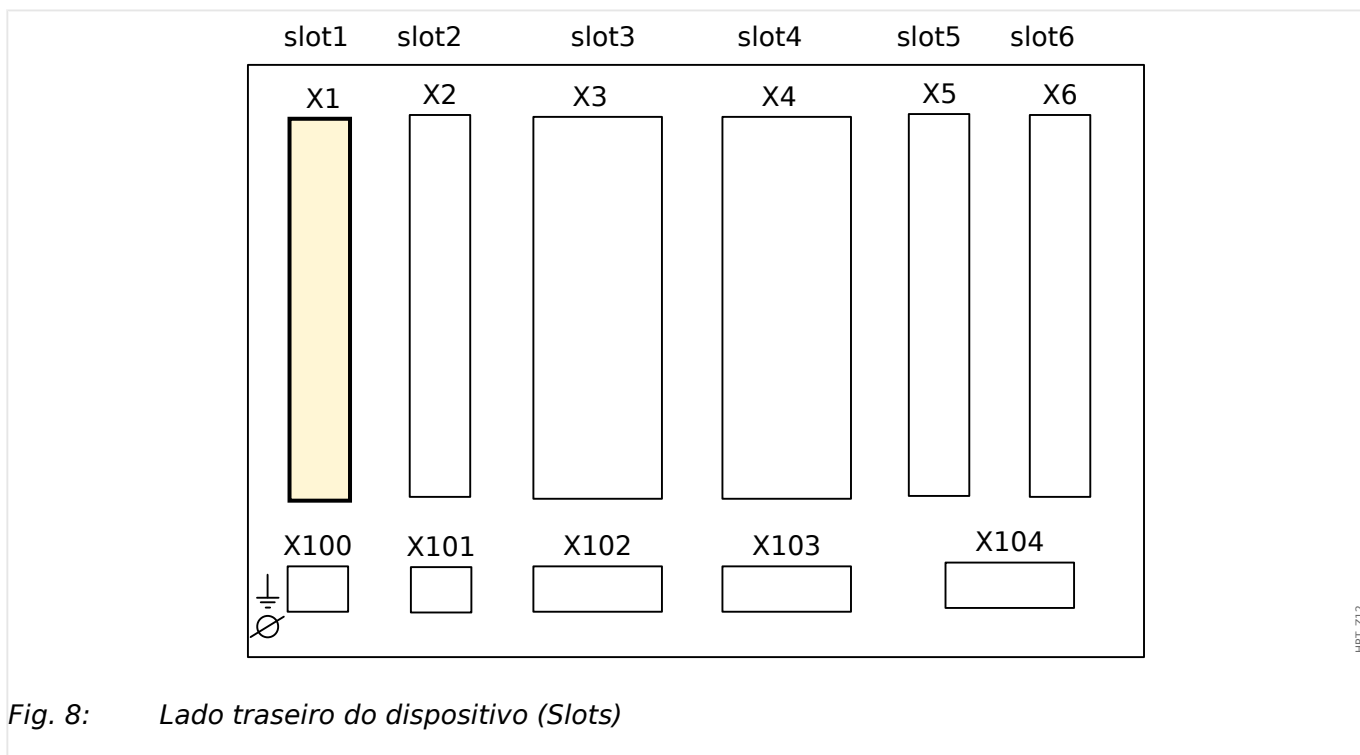 slot1 slot2 slot3 slot4 slot5 slot6
X1 X2 X3 X4 X5 X6
X100 X101 X102 X103 X104
Fig. 8: Lado traseiro do dispositivo (Slots)